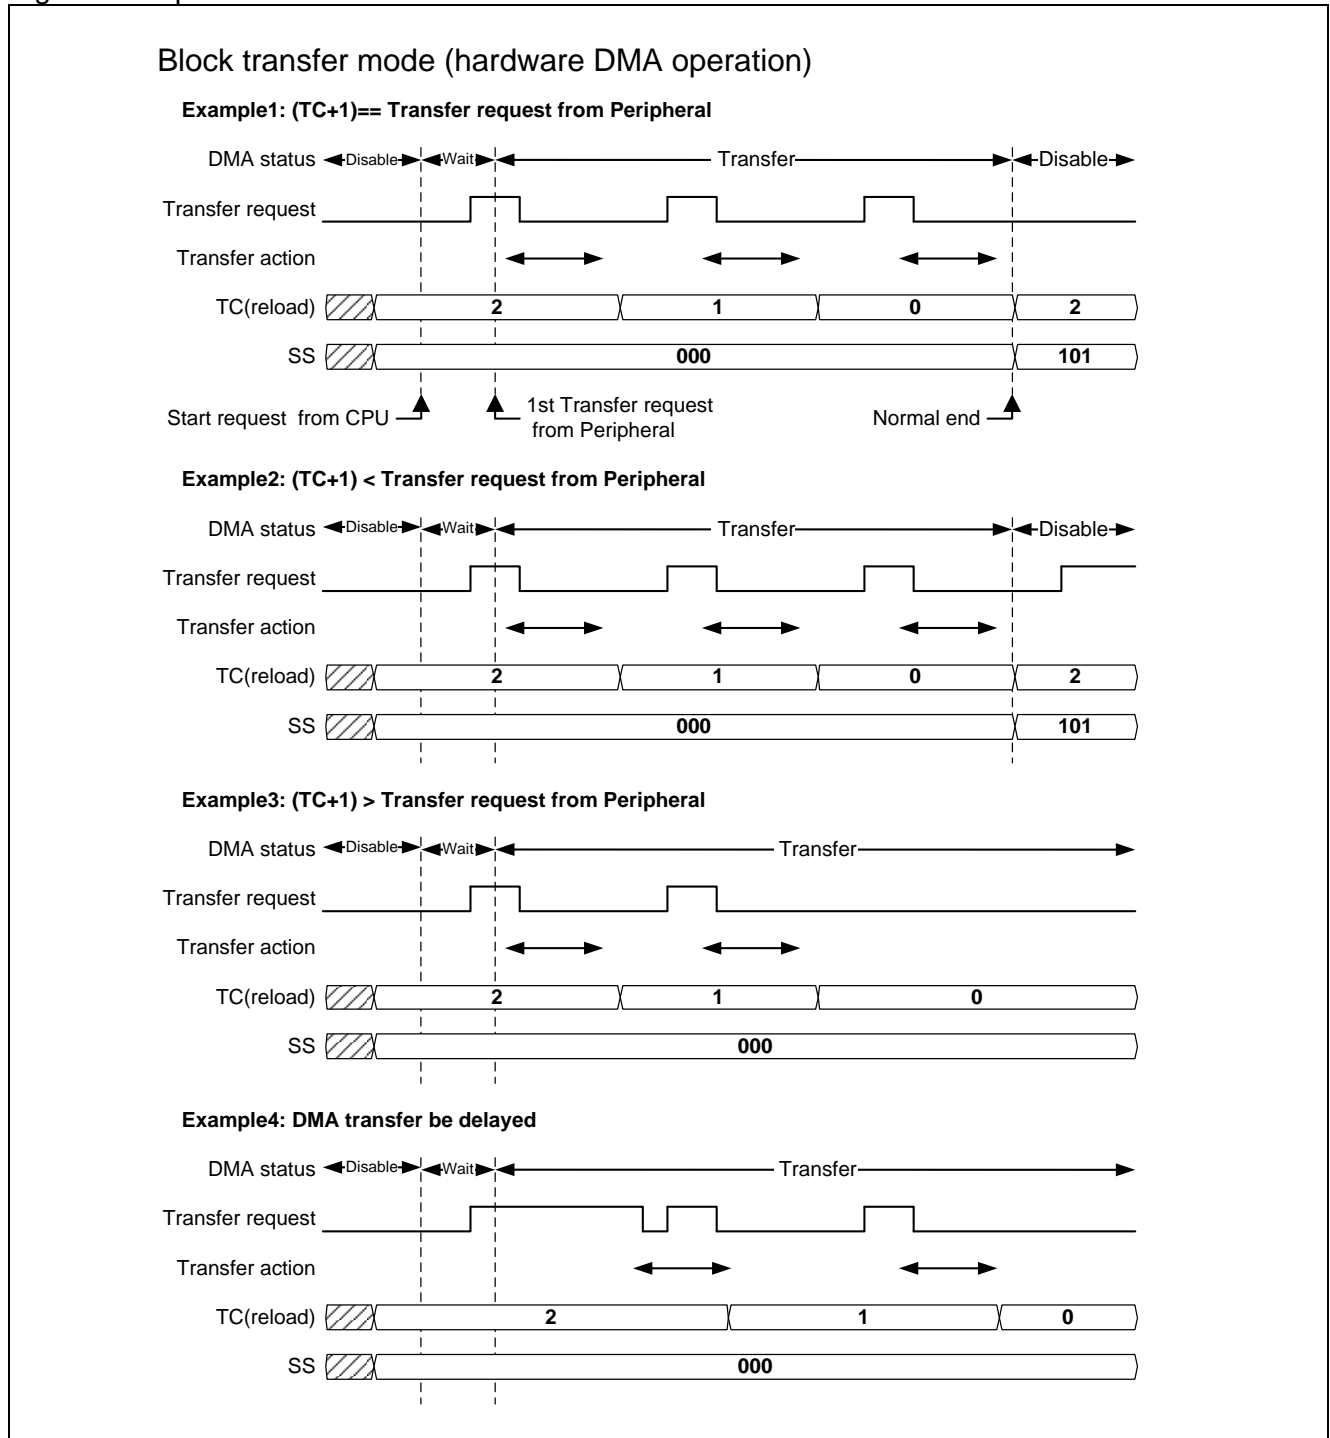 Block transfer mode (hardware DMA operation)
Example1: (TC+1)== Transfer request from Peripheral
DMA status Disable Wait Transfer Disable
Transfer request
Transfer action
TC(reload) 2 1 0 2
SS 000 101
Start request from CPU 1st Transfer request Normal end
from Peripheral
Example2: (TC+1) < Transfer request from Peripheral
DMA status Disable Wait Transfer Disable
Transfer request
Transfer action
TC(reload) 2 1 0 2
SS 000 101
Example3: (TC+1) > Transfer request from Peripheral
DMA status Disable Wait Transfer
Transfer request
Transfer action
TC(reload) 2 1 0
SS 000
Example4: DMA transfer be delayed
DMA status Disable Wait Transfer
Transfer request
Transfer action
TC(reload) 2 1 0
SS 000